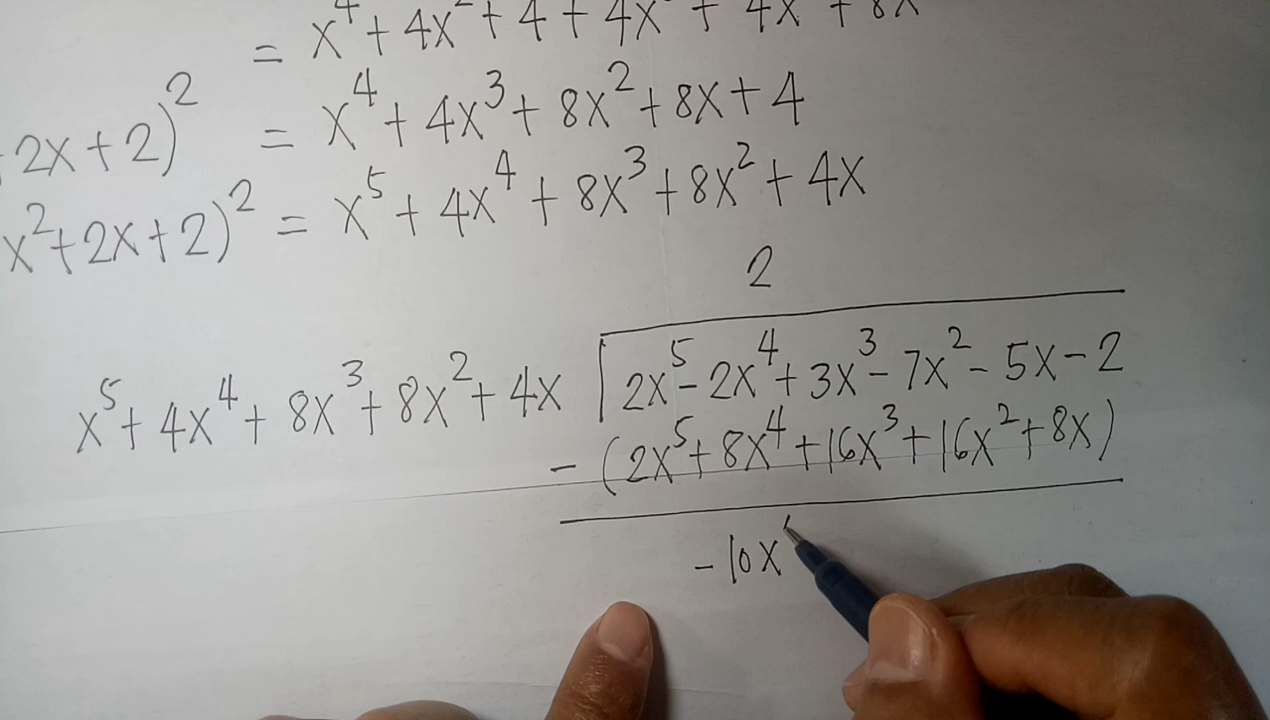 = x⁴ + 4x² + 4 + 4x³ + 4x² + 8x
2x + 2)² = x⁴ + 4x³ + 8x² + 8x + 4
x² + 2x + 2)² = x⁵ + 4x⁴ + 8x³ + 8x² + 4x
2
x⁵ + 4x⁴ + 8x³ + 8x² + 4x | 2x⁵ - 2x⁴ + 3x³ - 7x² - 5x - 2
- (2x⁵ + 8x⁴ + 16x³ + 16x² + 8x)
- 10x